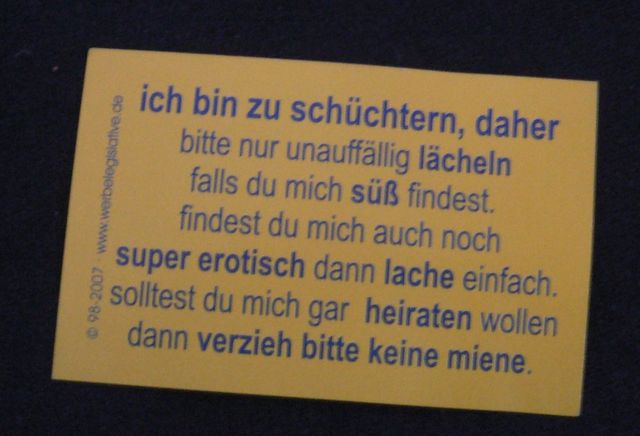 ich bin zu schüchtern, daher
bitte nur unauffällig lächeln
falls du mich süß findest.
findest du mich auch noch
super erotisch dann lache einfach.
solltest du mich gar heiraten wollen
dann verzieh bitte keine miene.
© 98-2007 www.werbelegislative.de